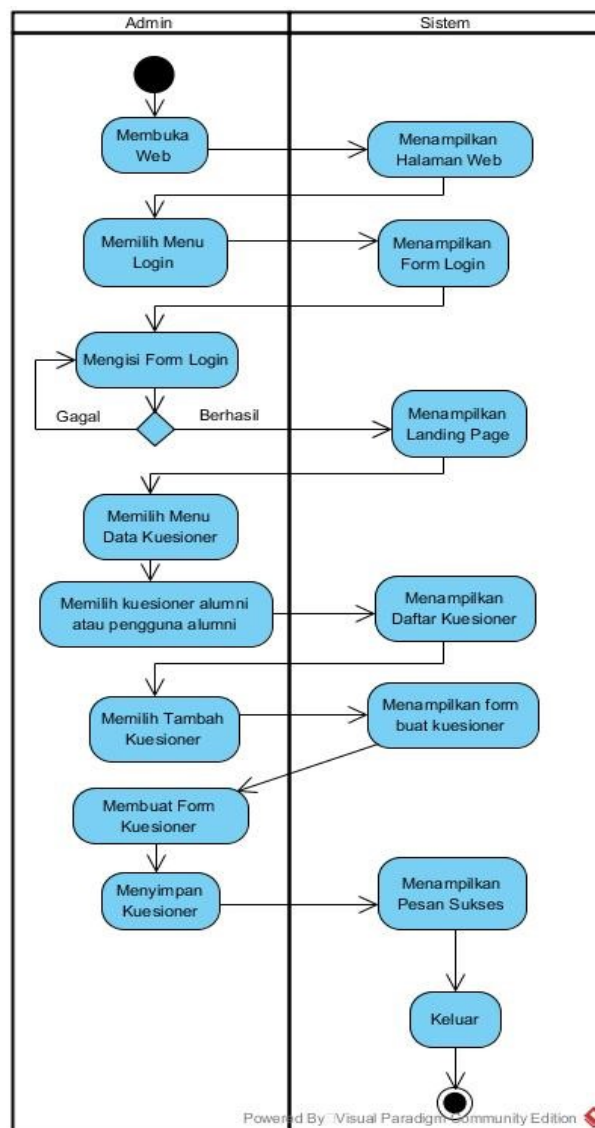 Admin
Sistem
Membuka
Web
Menampilkan
Halaman Web
Memilih Menu
Login
Menampilkan
Form Login
Mengisi Form Login
Gagal
Berhasil
Menampilkan
Landing Page
Memilih Menu
Data Kuesioner
Memilih kuesioner alumni
atau pengguna alumni
Menampilkan
Daftar Kuesioner
Memilih Tambah
Kuesioner
Menampilkan form
buat kuesioner
Membuat Form
Kuesioner
Menyimpan
Kuesioner
Menampilkan
Pesan Sukses
Keluar
Powered By Visual Paradigm Community Edition